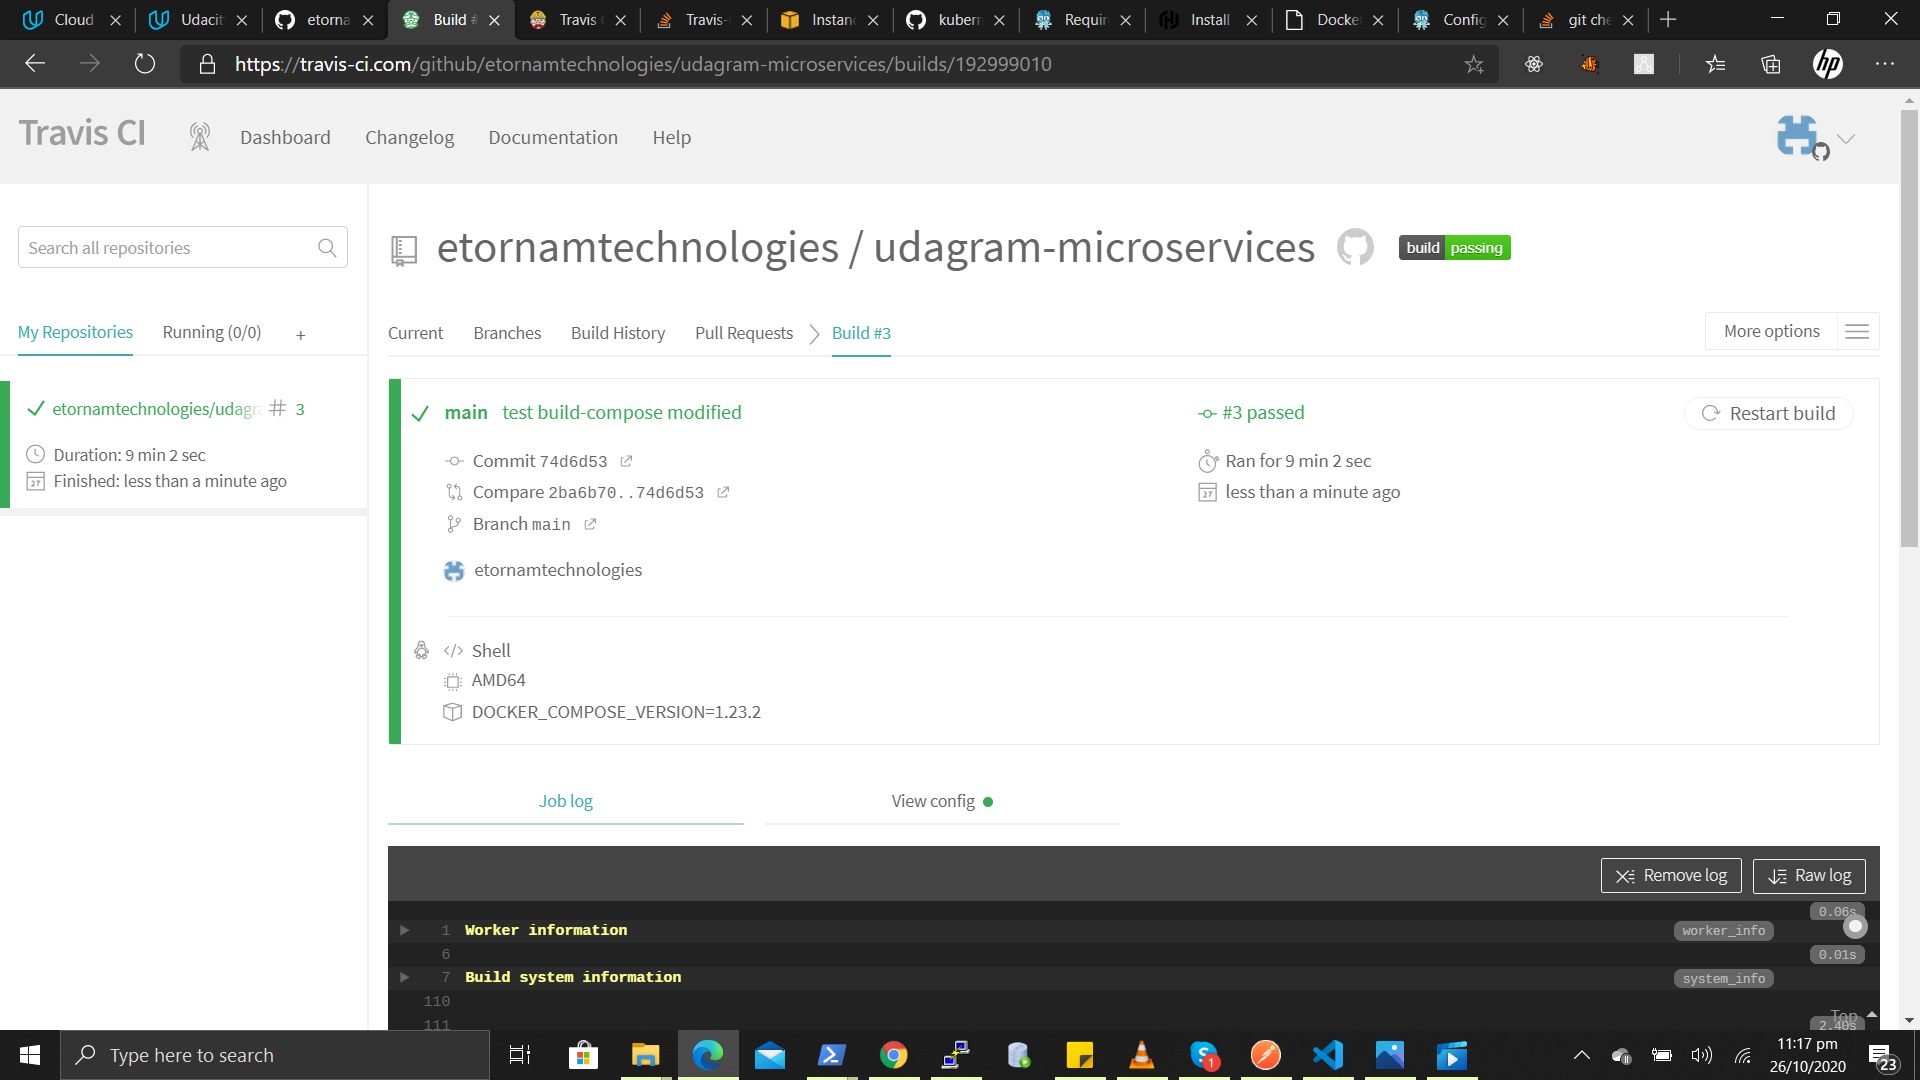 Cloud
Udacit
etorna
Build #
Travis C
Travis-
Instanc
kubern
Requir
Install
Docke
Config
git che
https://travis-ci.com/github/etornamtechnologies/udagram-microservices/builds/192999010
hp
Travis CI
Dashboard
Changelog
Documentation
Help
Search all repositories
etornamtechnologies / udagram-microservices
build passing
My Repositories
Running (0/0)
+
Current
Branches
Build History
Pull Requests
Build #3
More options
etornamtechnologies/udagra # 3
Duration: 9 min 2 sec
Finished: less than a minute ago
main test build-compose modified
#3 passed
Restart build
Commit 74d6d53
Ran for 9 min 2 sec
Compare 2ba6b70..74d6d53
less than a minute ago
Branch main
etornamtechnologies
Shell
AMD64
DOCKER_COMPOSE_VERSION=1.23.2
Job log
View config
Remove log
Raw log
0.06s
1 Worker information
worker_info
6
0.01s
7 Build system information
system_info
110
111
Top
2.40s
Type here to search
1
11:17 pm
26/10/2020
23